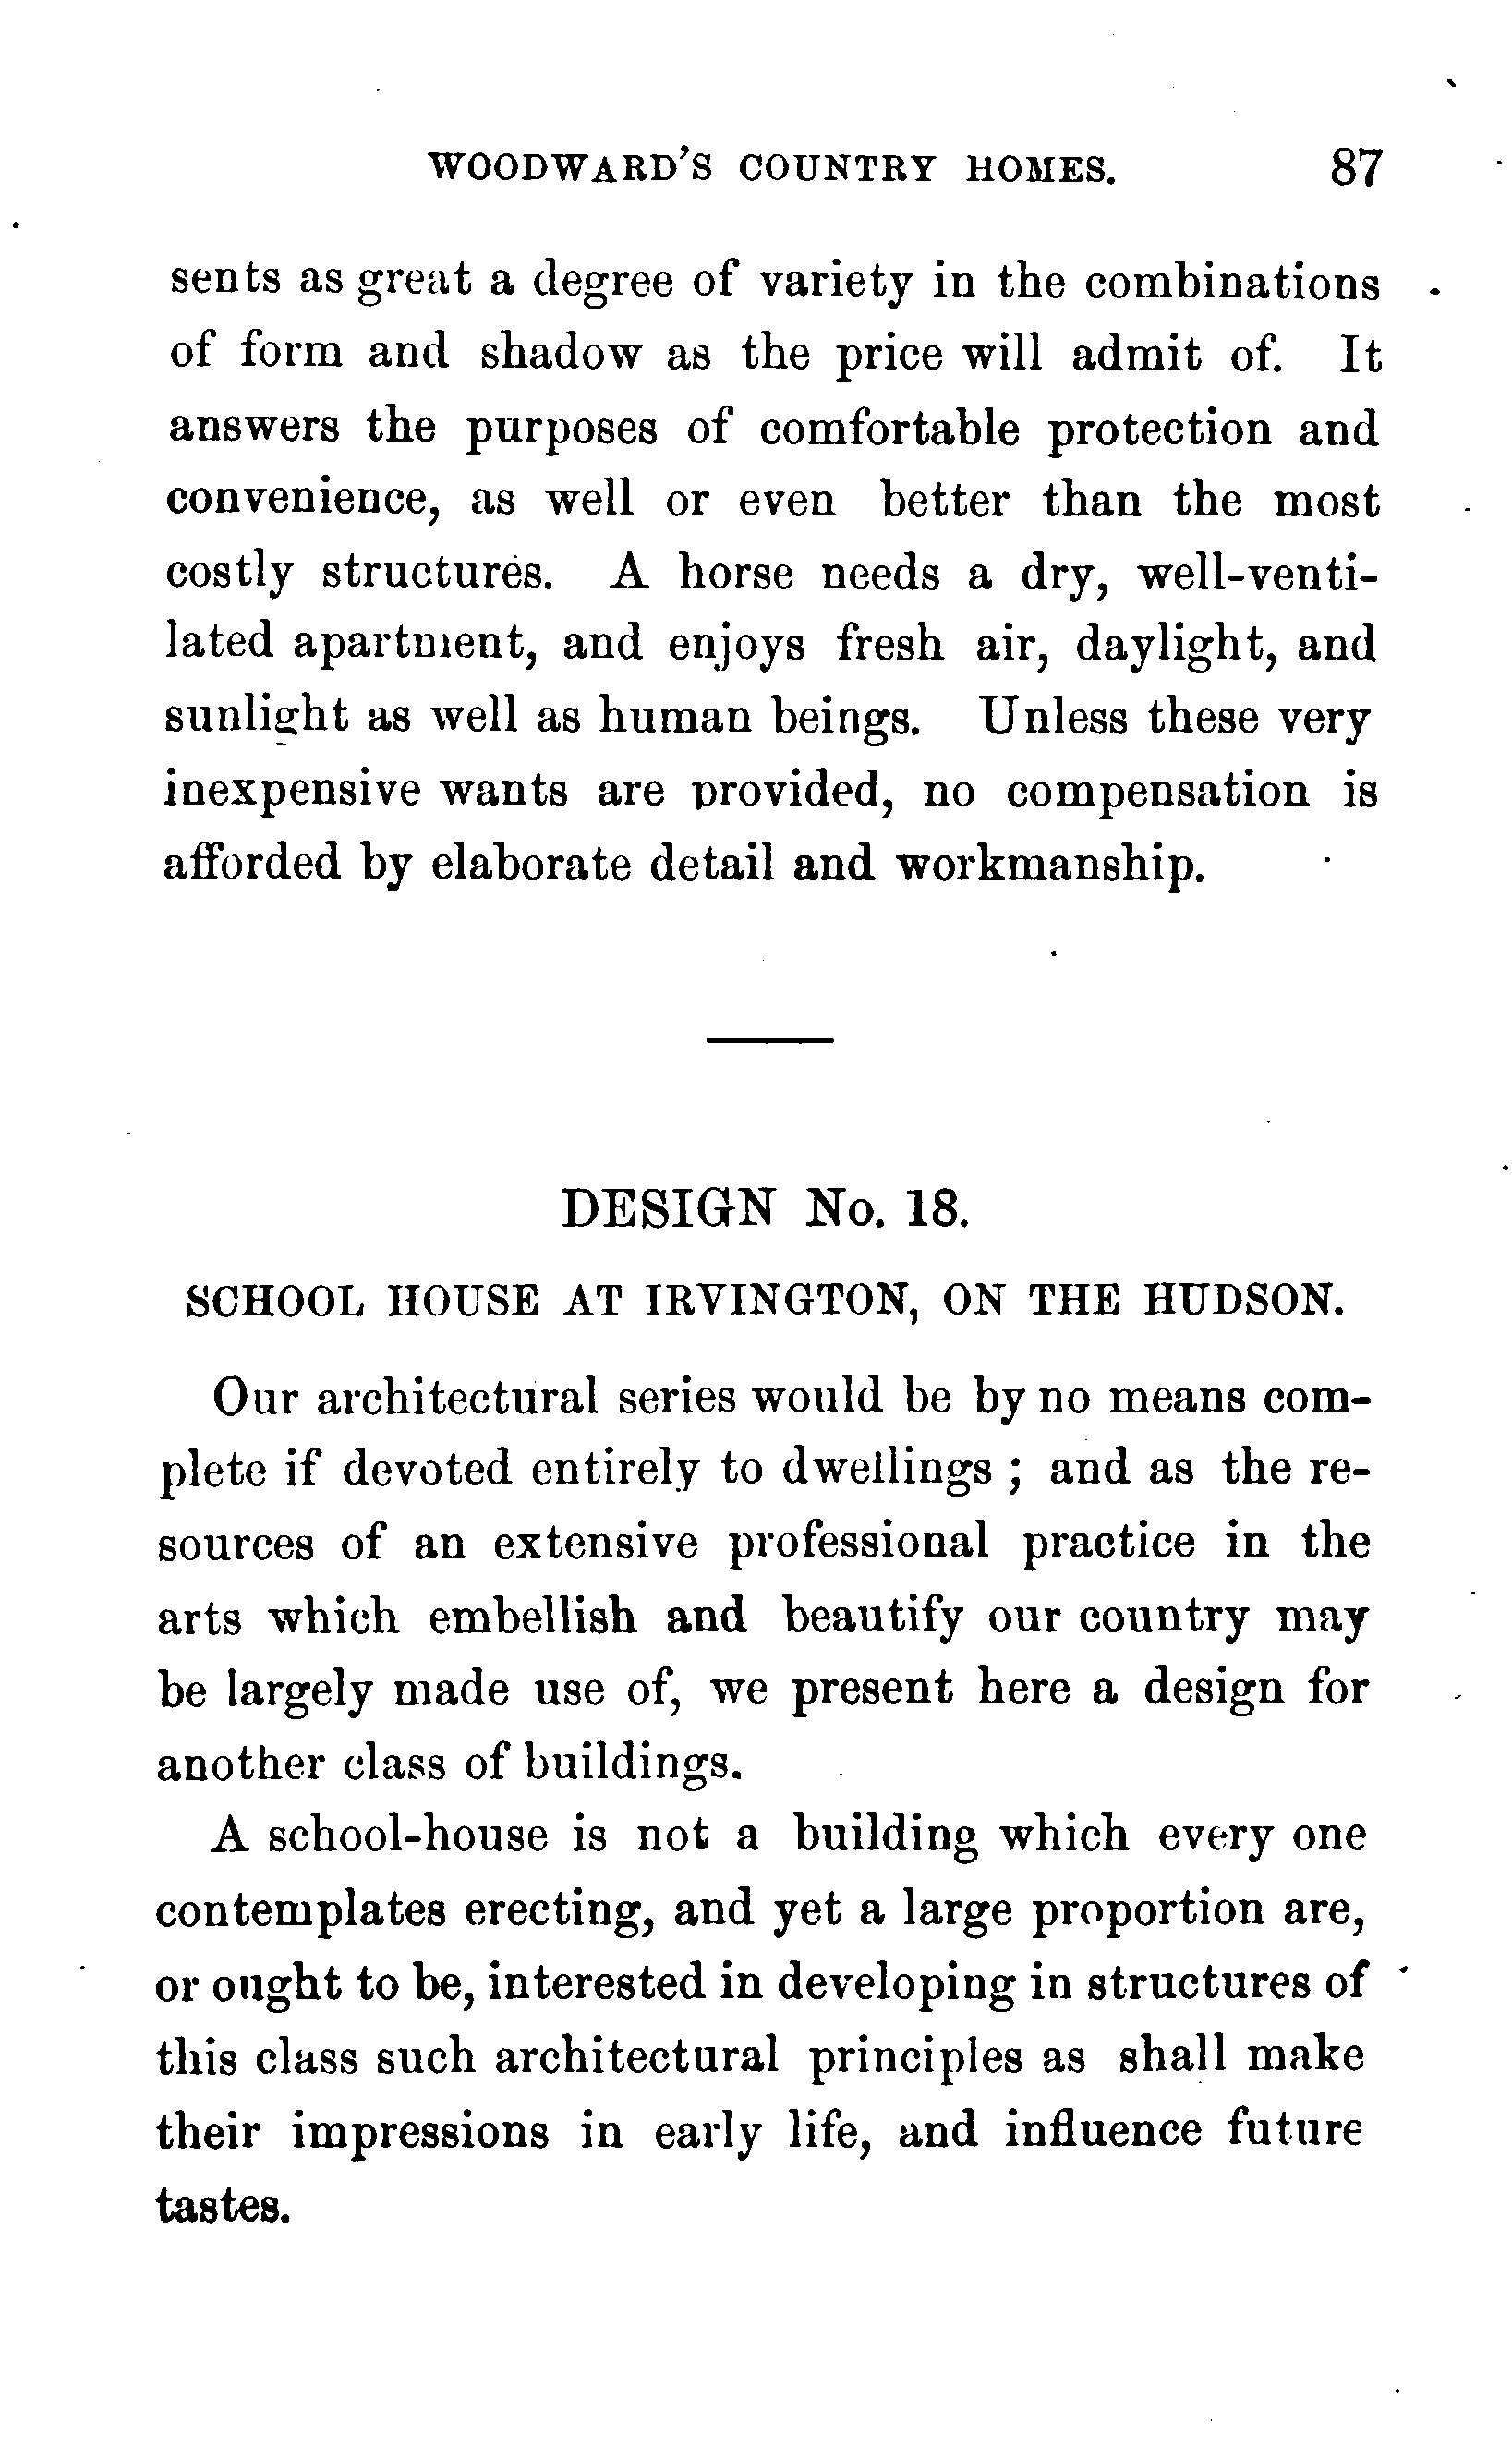 WOODWARD'S COUNTRY HOMES. 87
sents as great a degree of variety in the combinations
of form and shadow as the price will admit of. It
answers the purposes of comfortable protection and
convenience, as well or even better than the most
costly structures. A horse needs a dry, well-venti-
lated apartment, and enjoys fresh air, daylight, and
sunlight as well as human beings. Unless these very
inexpensive wants are provided, no compensation is
afforded by elaborate detail and workmanship.
DESIGN No. 18.
SCHOOL HOUSE AT IRVINGTON, ON THE HUDSON.
Our architectural series would be by no means com-
plete if devoted entirely to dwellings ; and as the re-
sources of an extensive professional practice in the
arts which embellish and beautify our country may
be largely made use of, we present here a design for
another class of buildings.
A school-house is not a building which every one
contemplates erecting, and yet a large proportion are,
or ought to be, interested in developing in structures of
this class such architectural principles as shall make
their impressions in early life, and influence future
tastes.